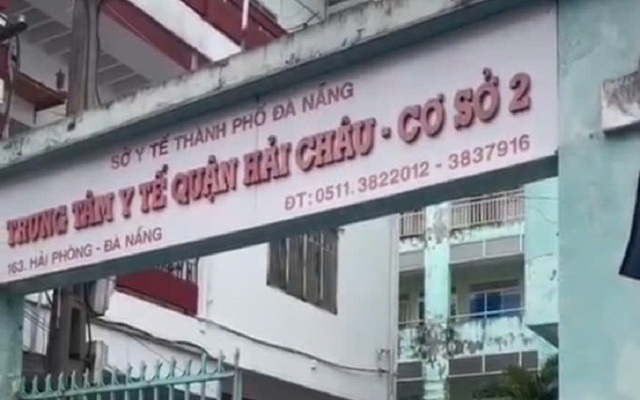 SỞ Y TẾ THÀNH PHỐ ĐÀ NẴNG
TRUNG TÂM Y TẾ QUẬN HẢI CHÂU - CƠ SỞ 2
163. HẢI PHÒNG - ĐÀ NẴNG
ĐT: 0511. 3822012 - 3837916